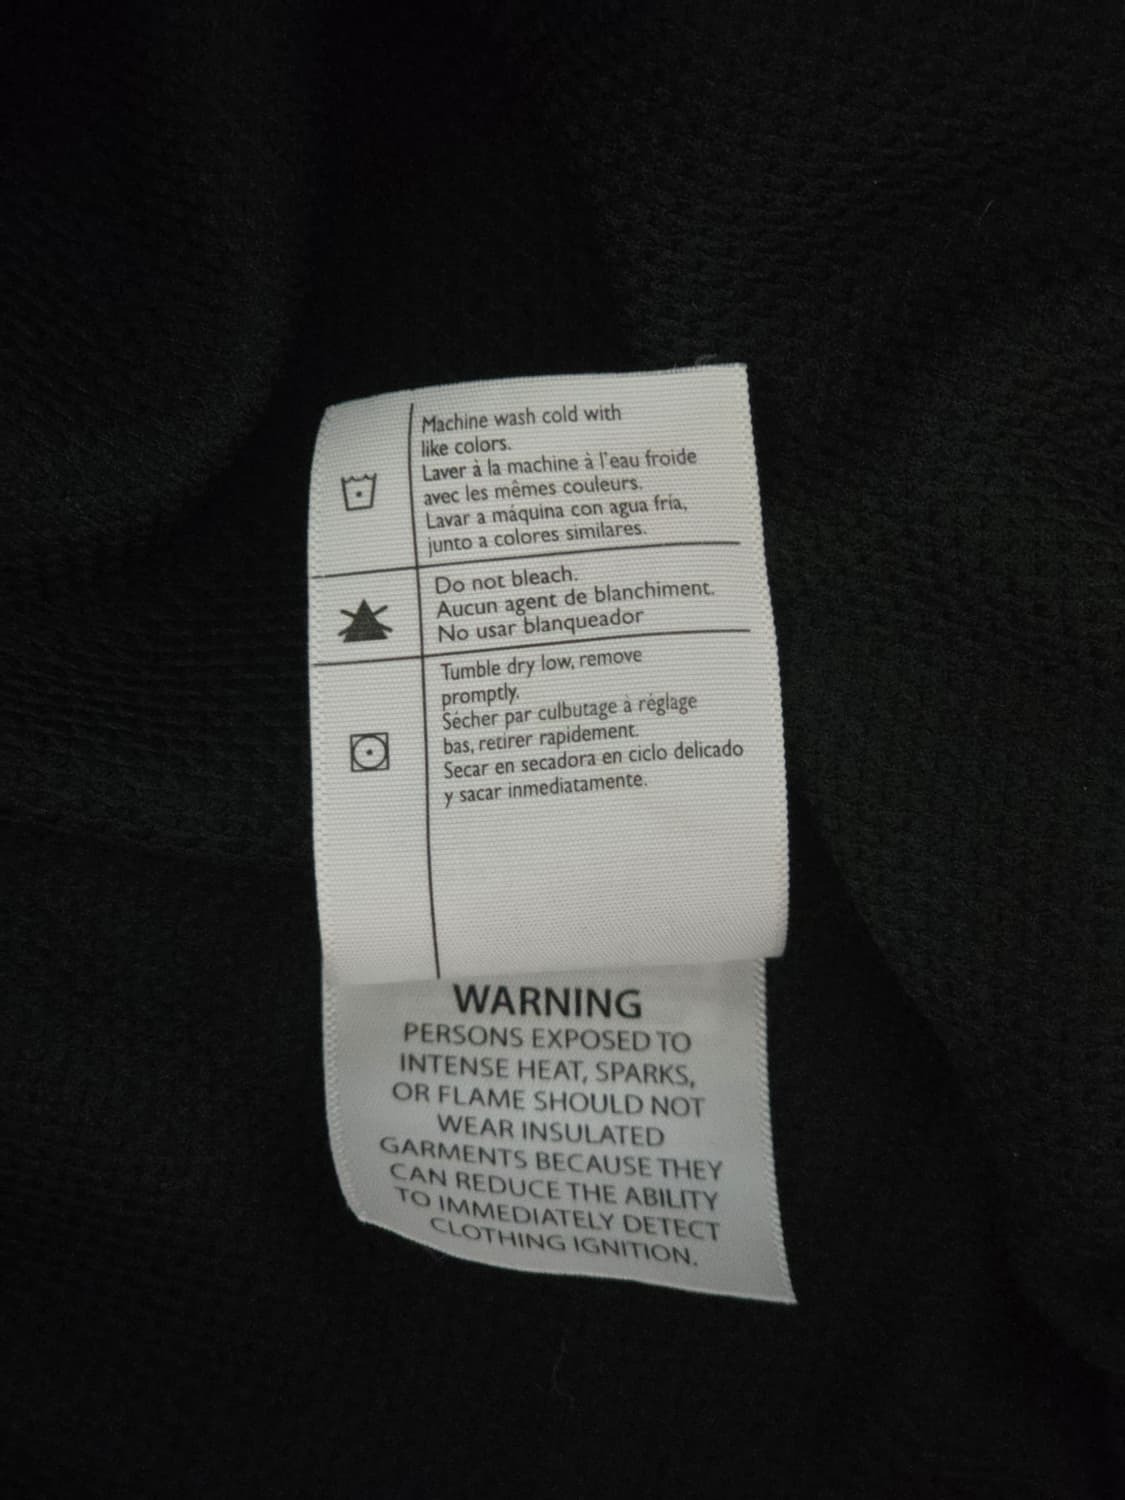 Machine wash cold with
like colors.
Laver à la machine à l'eau froide
avec les mêmes couleurs.
Lavar a máquina con agua fría,
junto a colores similares.
Do not bleach.
Aucun agent de blanchiment.
No usar blanqueador
Tumble dry low, remove
promptly.
Sécher par culbutage à réglage
bas, retirer rapidement.
Secar en secadora en ciclo delicado
y sacar inmediatamente.
WARNING
PERSONS EXPOSED TO
INTENSE HEAT, SPARKS,
OR FLAME SHOULD NOT
WEAR INSULATED
GARMENTS BECAUSE THEY
CAN REDUCE THE ABILITY
TO IMMEDIATELY DETECT
CLOTHING IGNITION.